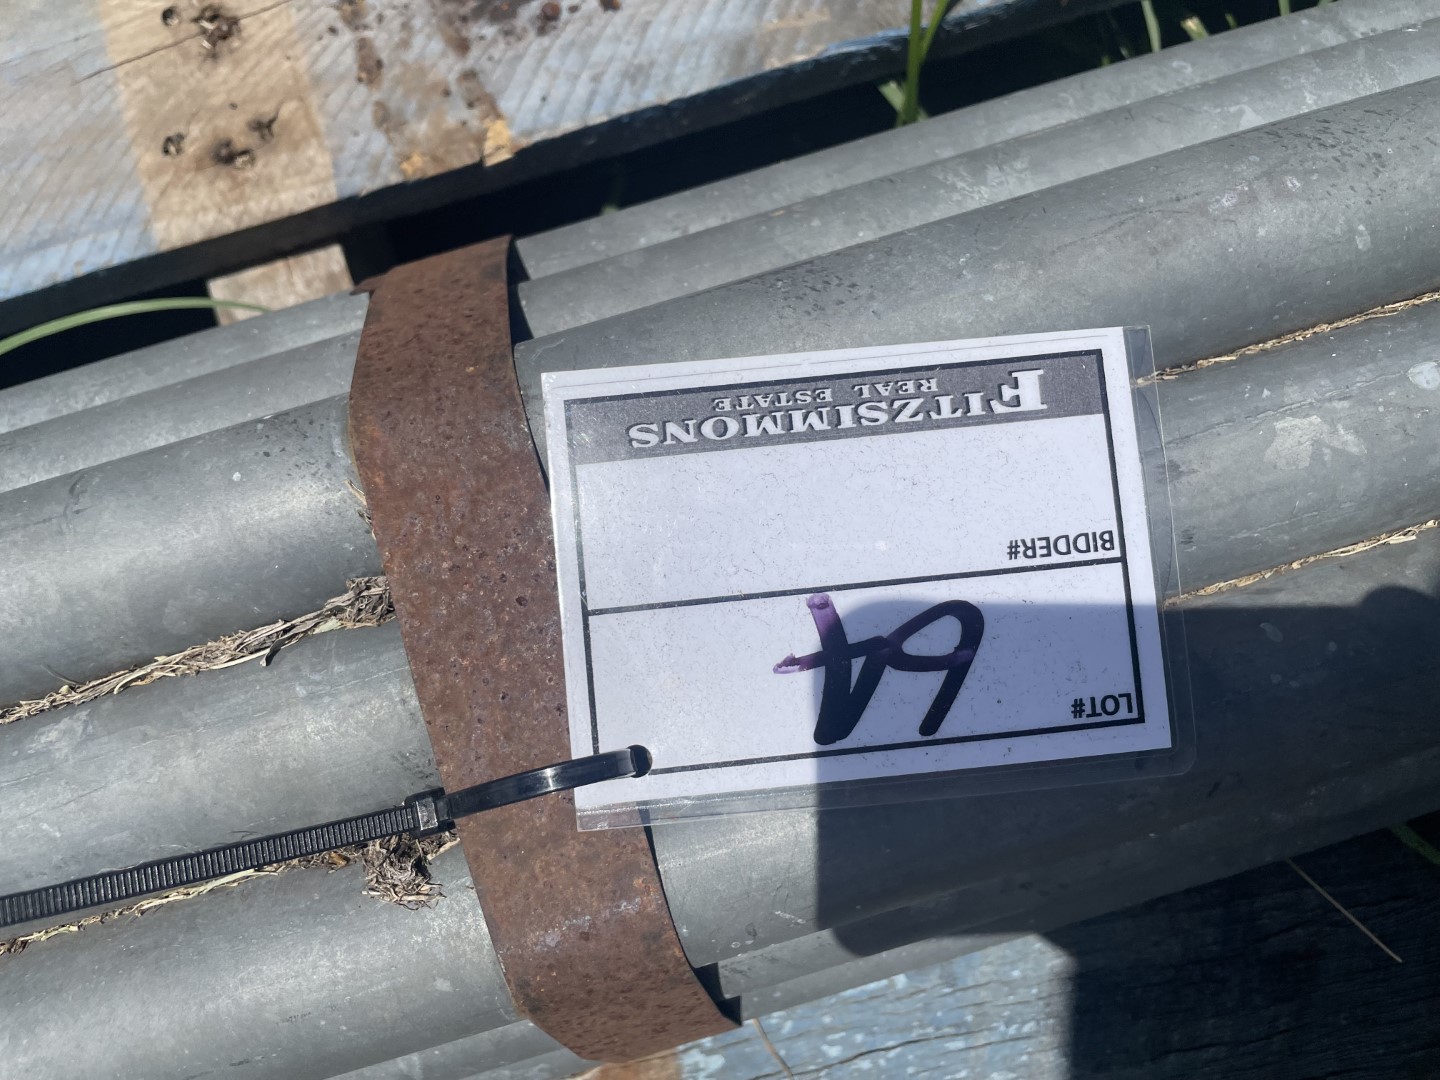 LOT#
64
BIDDER#
FITZSIMMONS
REAL ESTATE